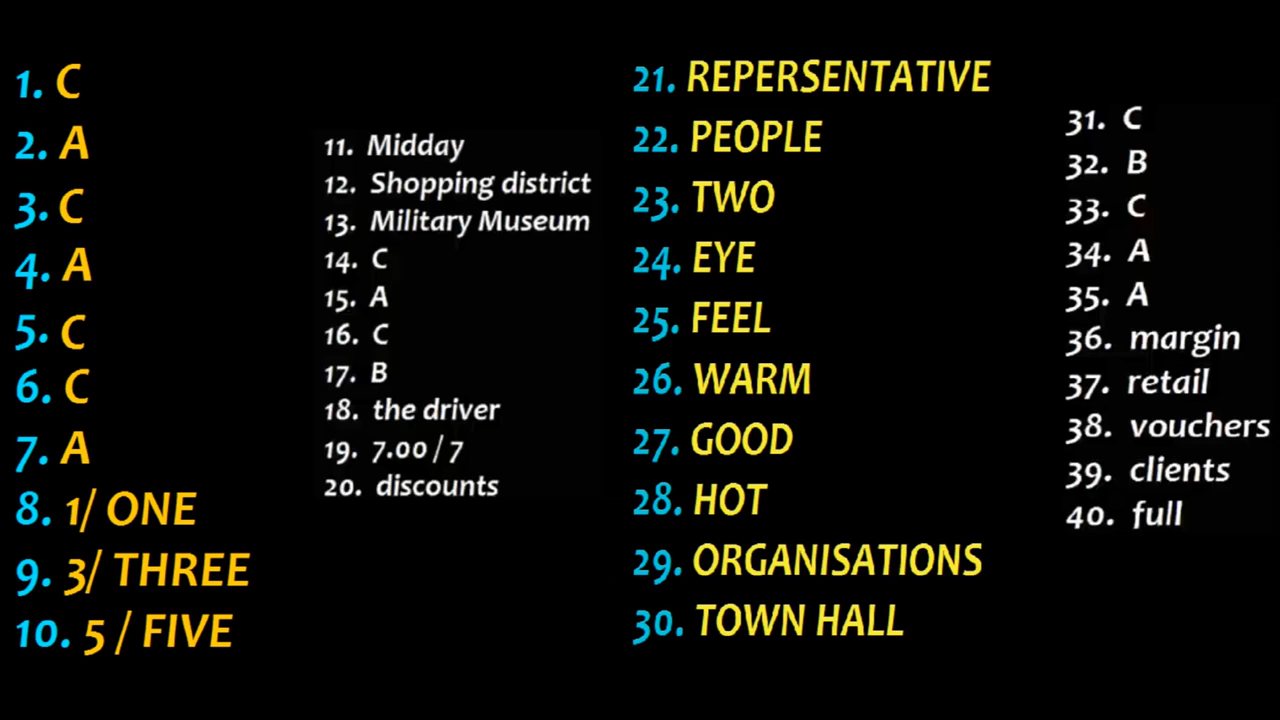 1. C
2. A
3. C
4. A
5. C
6. C
7. A
8. 1/ ONE
9. 3/ THREE
10. 5 / FIVE
11. Midday
12. Shopping district
13. Military Museum
14. C
15. A
16. C
17. B
18. the driver
19. 7.00 / 7
20. discounts
21. REPERSENTATIVE
22. PEOPLE
23. TWO
24. EYE
25. FEEL
26. WARM
27. GOOD
28. HOT
29. ORGANISATIONS
30. TOWN HALL
31. C
32. B
33. C
34. A
35. A
36. margin
37. retail
38. vouchers
39. clients
40. full